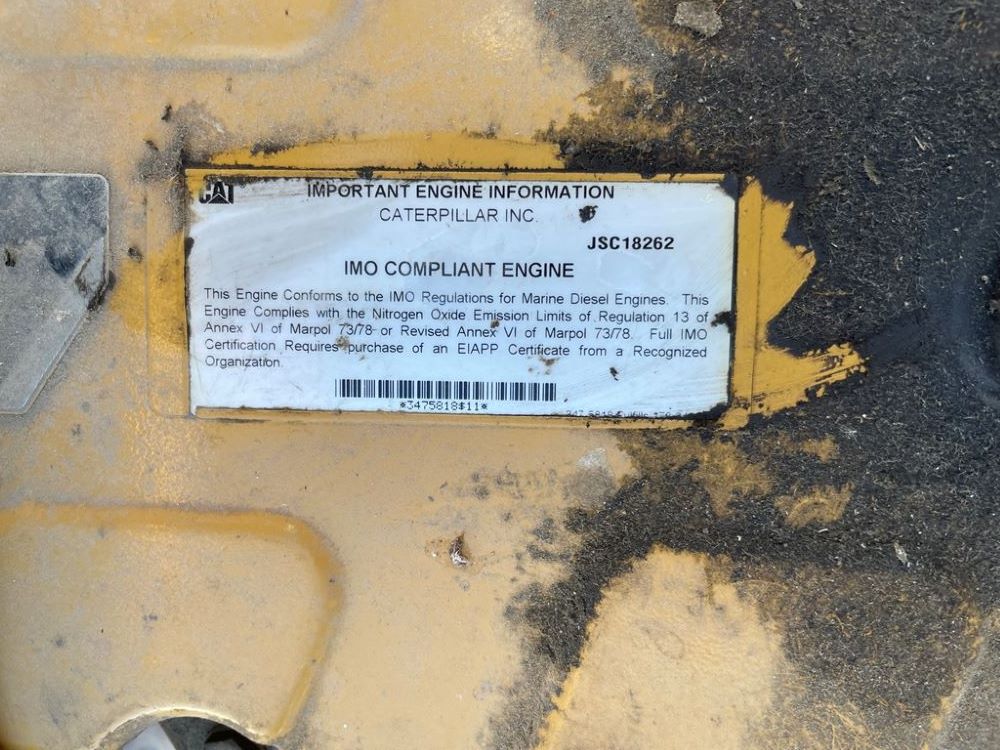 CAT
IMPORTANT ENGINE INFORMATION
CATERPILLAR INC.
JSC18262
IMO COMPLIANT ENGINE
This Engine Conforms to the IMO Regulations for Marine Diesel Engines. This
Engine Complies with the Nitrogen Oxide Emission Limits of Regulation 13 of
Annex VI of Marpol 73/78 or Revised Annex VI of Marpol 73/78. Full IMO
Certification Requires purchase of an EIAPP Certificate from a Recognized
Organization.
*3475818$11*